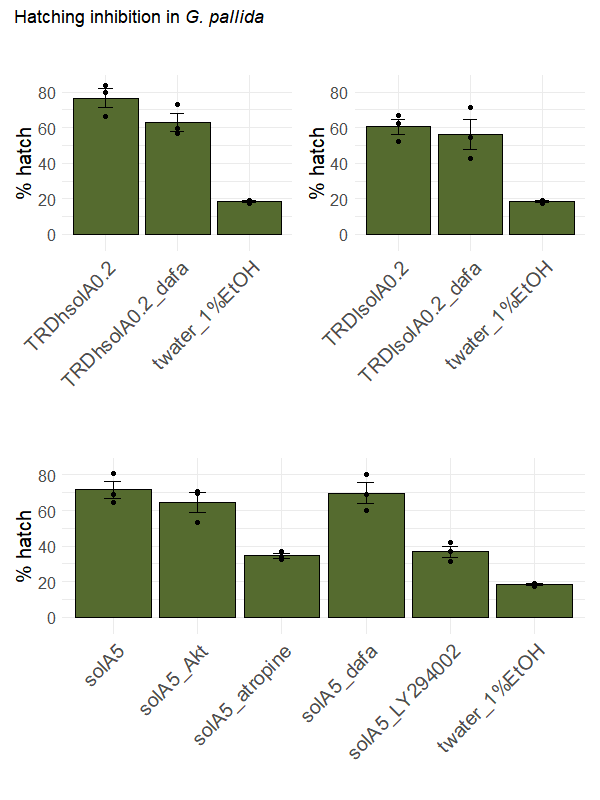 Hatching inhibition in G. pallida
% hatch
80
60
40
20
0
TRDhsolA0.2
TRDhsolA0.2_dafa
twater_1%EtOH
% hatch
80
60
40
20
0
TRDlsolA0.2
TRDlsolA0.2_dafa
twater_1%EtOH
% hatch
80
60
40
20
0
solA5
solA5_Akt
solA5_atropine
solA5_dafa
solA5_LY294002
twater_1%EtOH